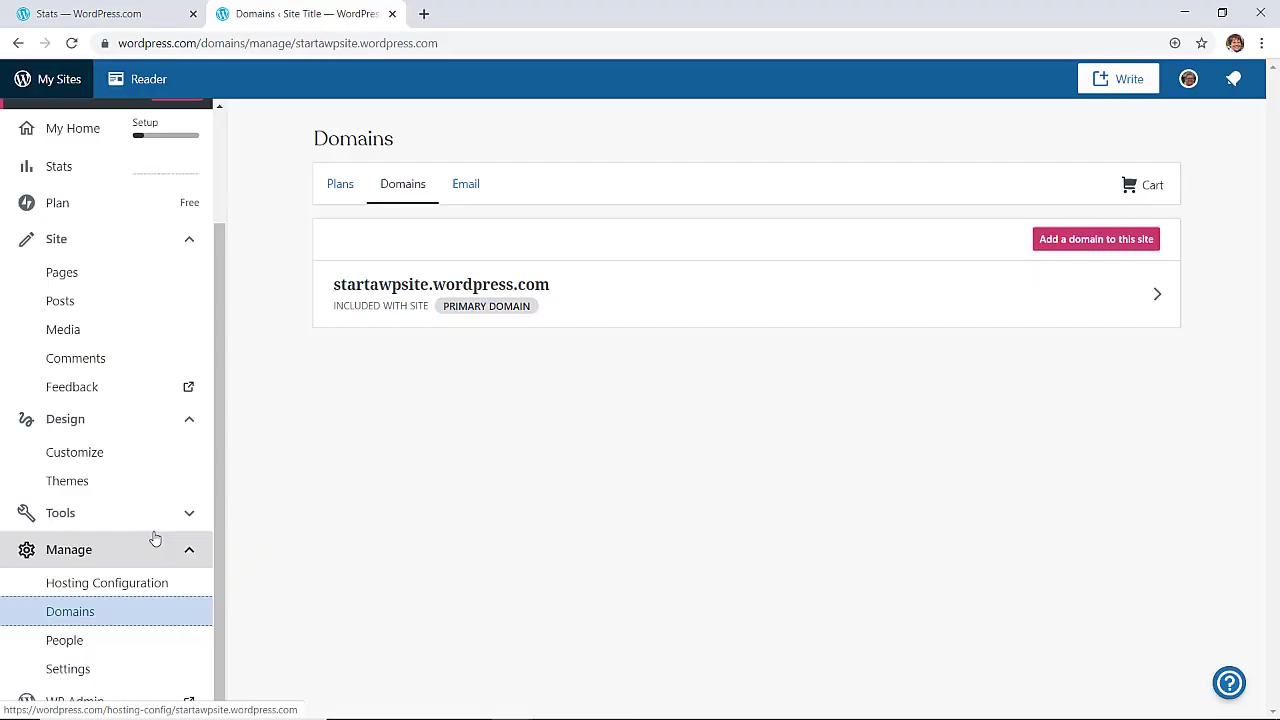 Stats — WordPress.com
Domains ‹ Site Title — WordPres
wordpress.com/domains/manage/startawpsite.wordpress.com
My Sites
Reader
Write
My Home
Setup
Stats
Plan
Free
Site
Pages
Posts
Media
Comments
Feedback
Design
Customize
Themes
Tools
Manage
Hosting Configuration
Domains
People
Settings
WP Admin
Domains
Plans
Domains
Email
Cart
Add a domain to this site
startawpsite.wordpress.com
INCLUDED WITH SITE
PRIMARY DOMAIN
https://wordpress.com/hosting-config/startawpsite.wordpress.com